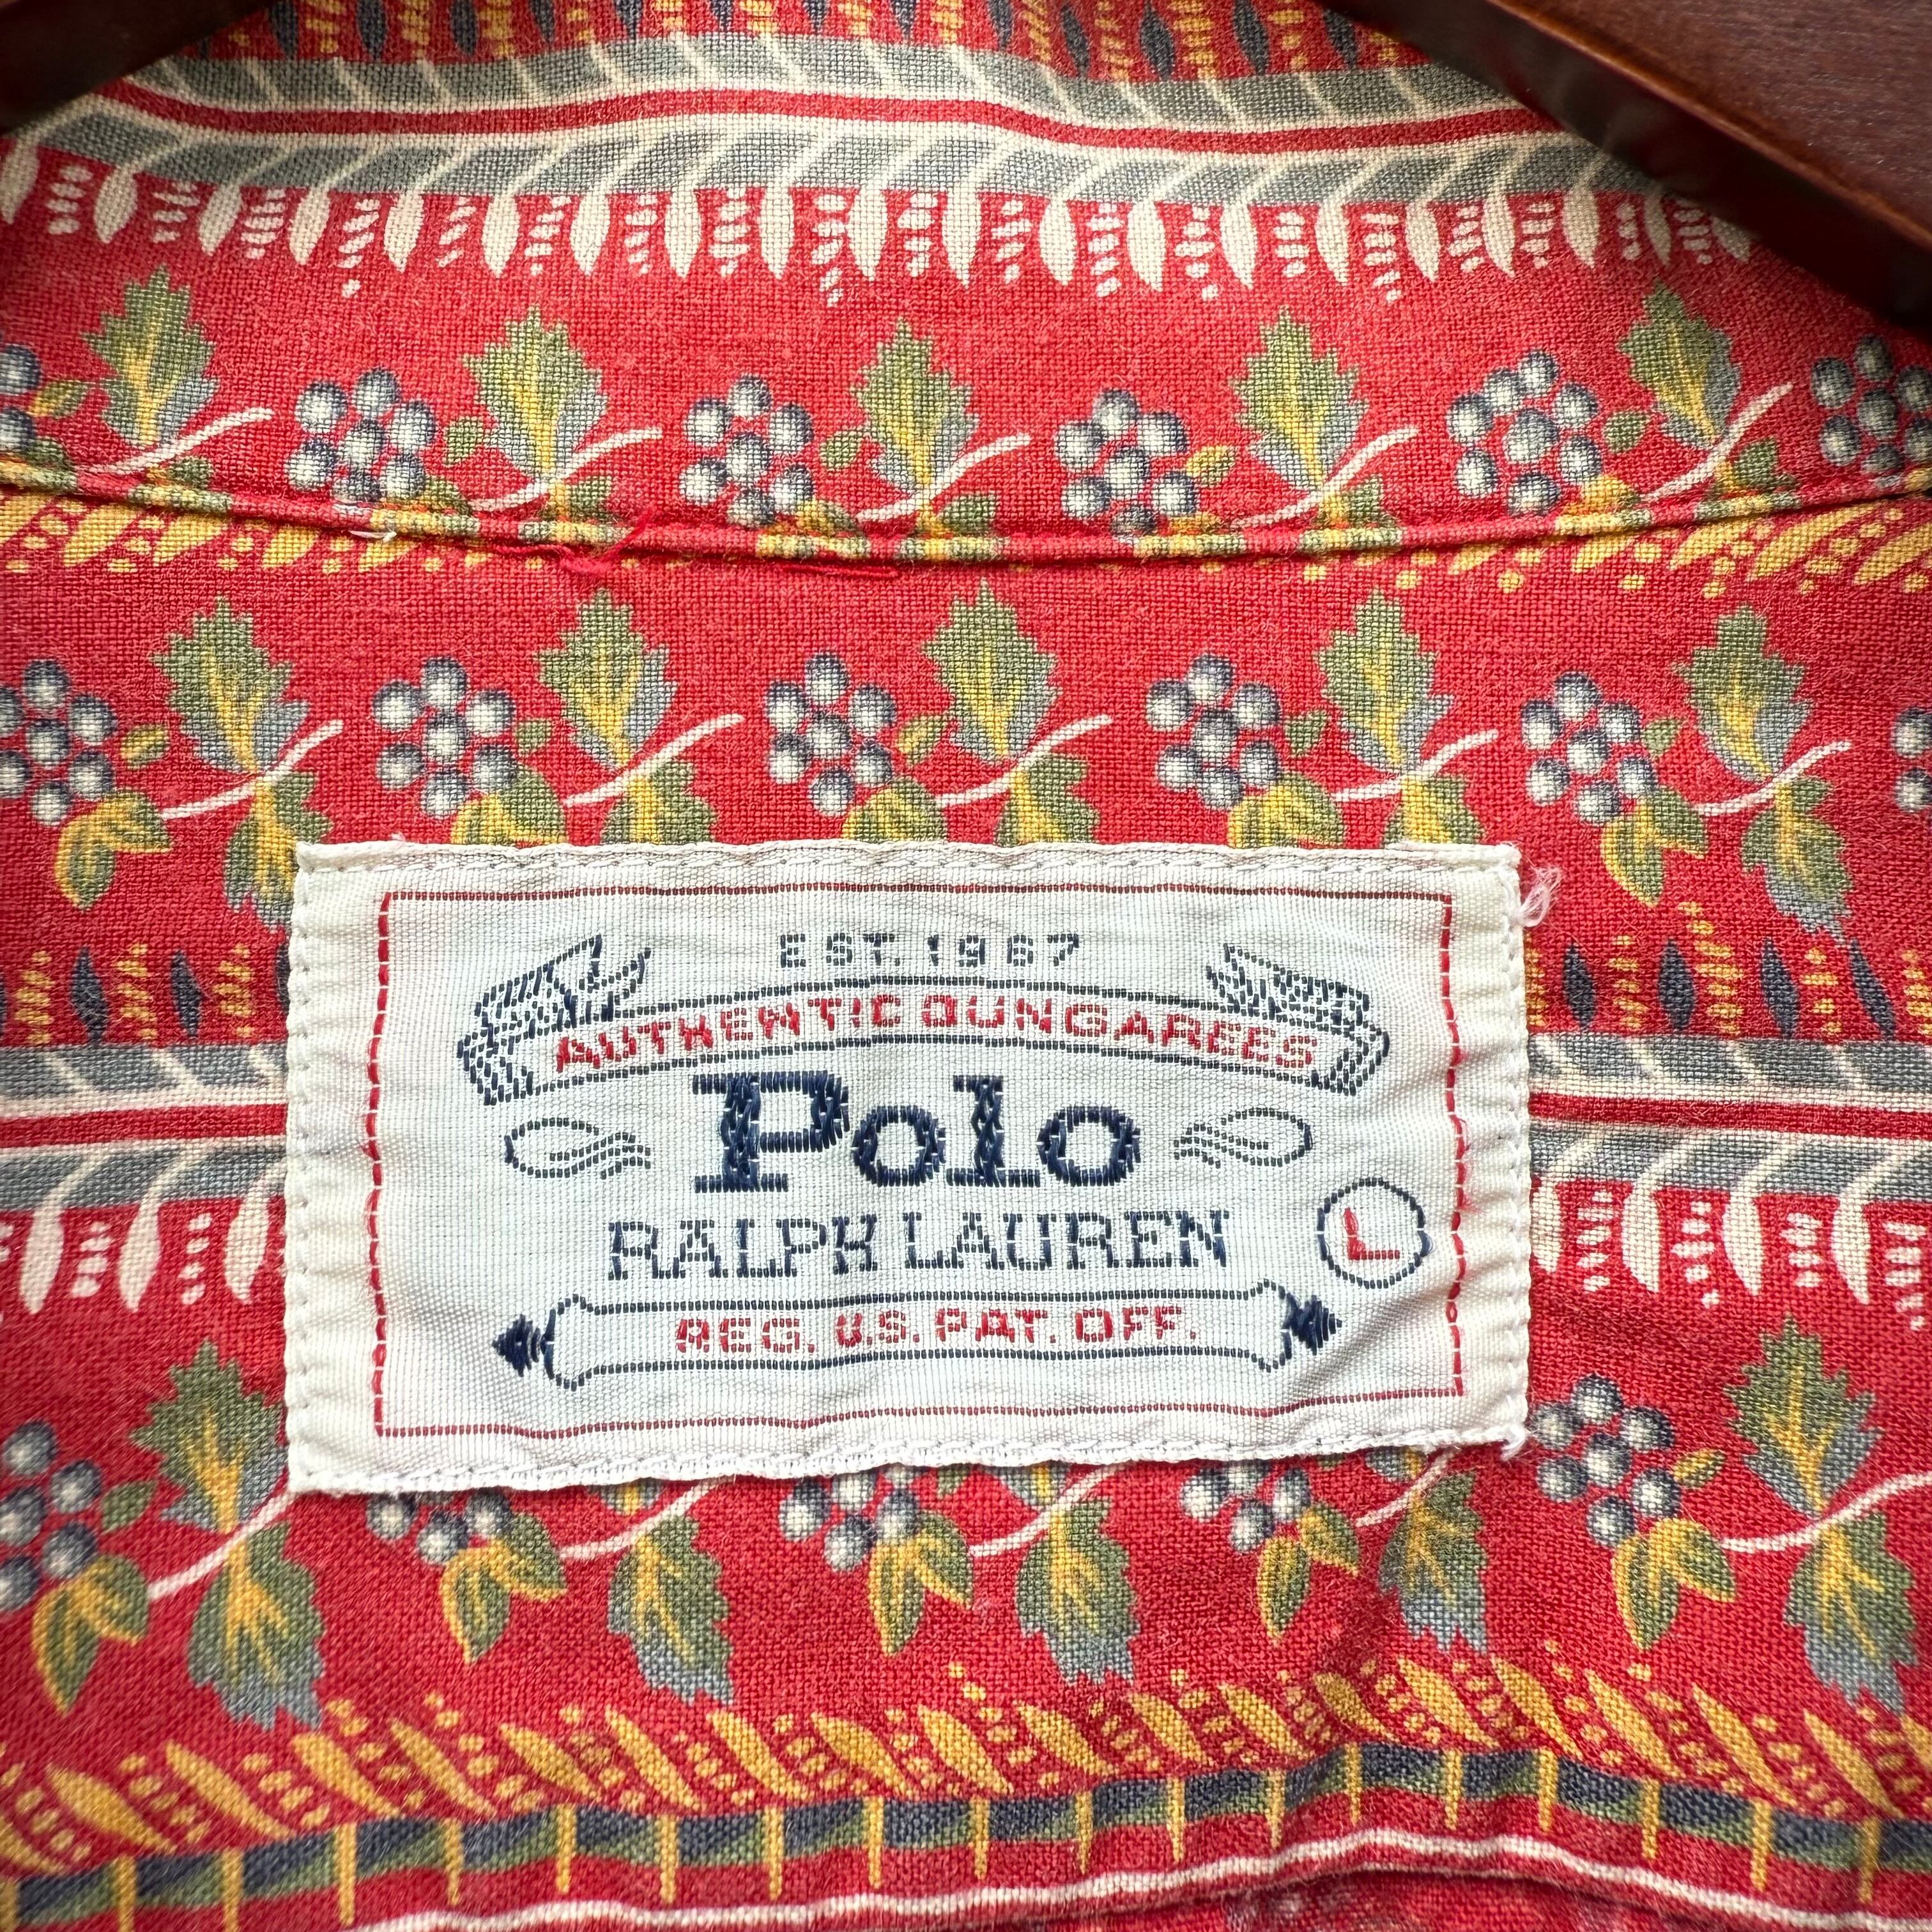 EST. 1967
AUTHENTIC DUNGAREES
Polo
RALPH LAUREN
L
REG. U.S. PAT. OFF.